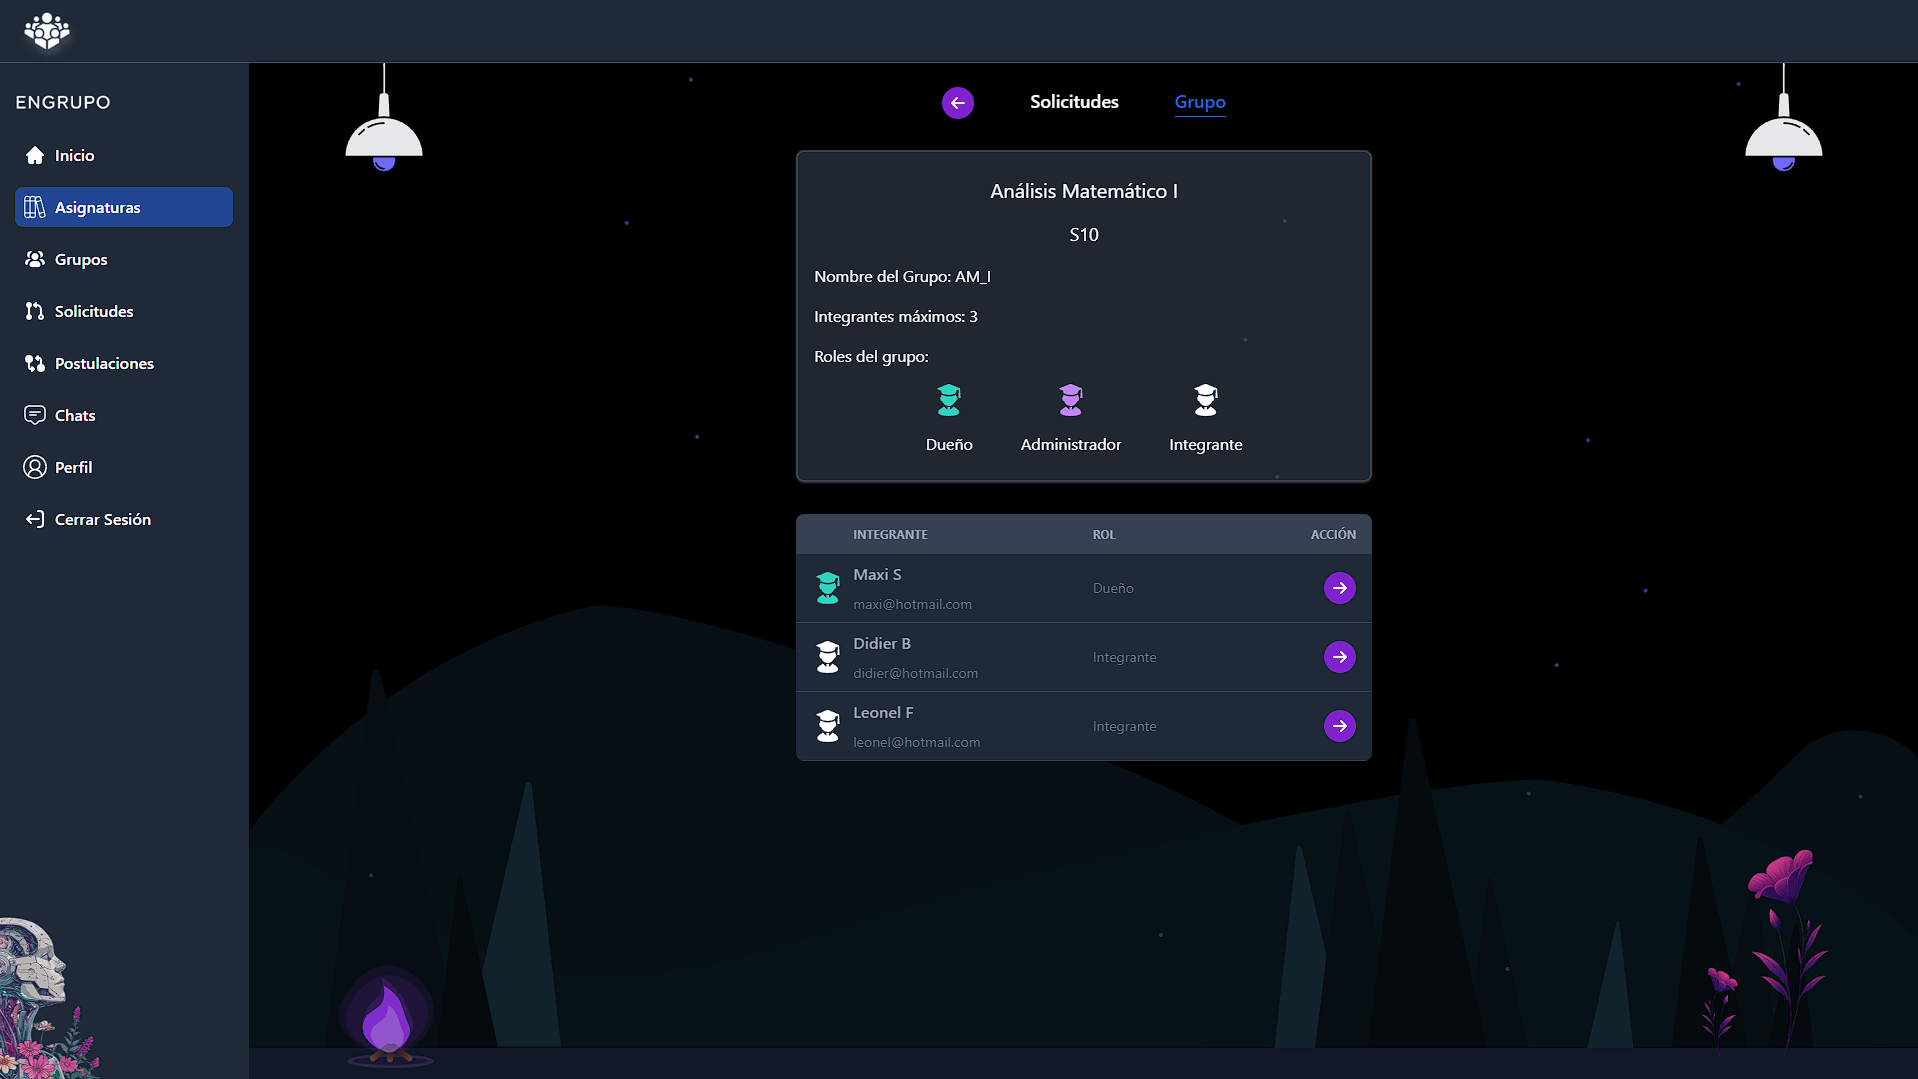 ENGRUPO
Inicio
Asignaturas
Grupos
Solicitudes
Postulaciones
Chats
Perfil
Cerrar Sesión
Solicitudes Grupo
Análisis Matemático I
S10
Nombre del Grupo: AM_I
Integrantes máximos: 3
Roles del grupo:
Dueño Administrador Integrante
INTEGRANTE ROL ACCIÓN
Maxi S
maxi@hotmail.com Dueño
Didier B
didier@hotmail.com Integrante
Leonel F
leonel@hotmail.com Integrante